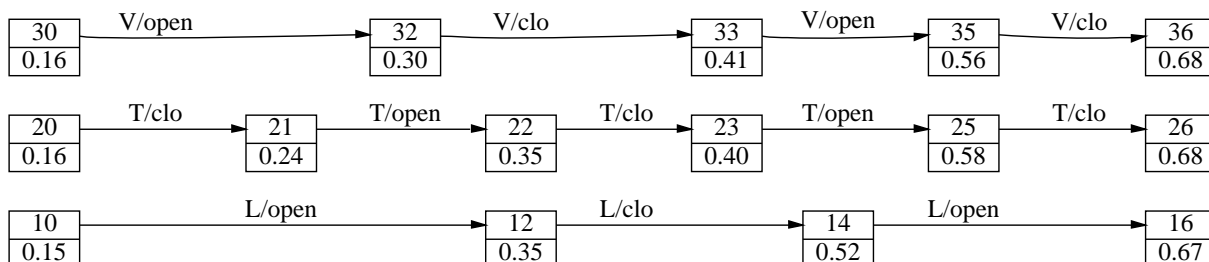 V/open V/clo V/open V/clo
30 32 33 35 36
0.16 0.30 0.41 0.56 0.68
T/clo T/open T/clo T/open T/clo
20 21 22 23 25 26
0.16 0.24 0.35 0.40 0.58 0.68
L/open L/clo L/open
10 12 14 16
0.15 0.35 0.52 0.67